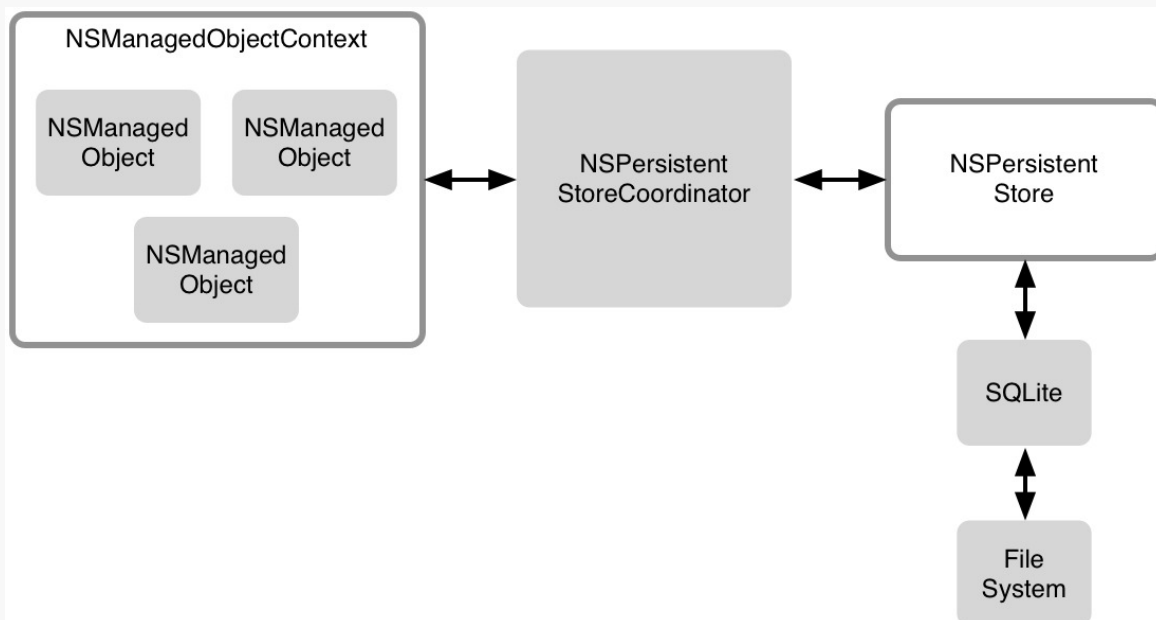 NSManagedObjectContext
NSManaged
Object
NSManaged
Object
NSManaged
Object
NSPersistent
StoreCoordinator
NSPersistent
Store
SQLite
File
System